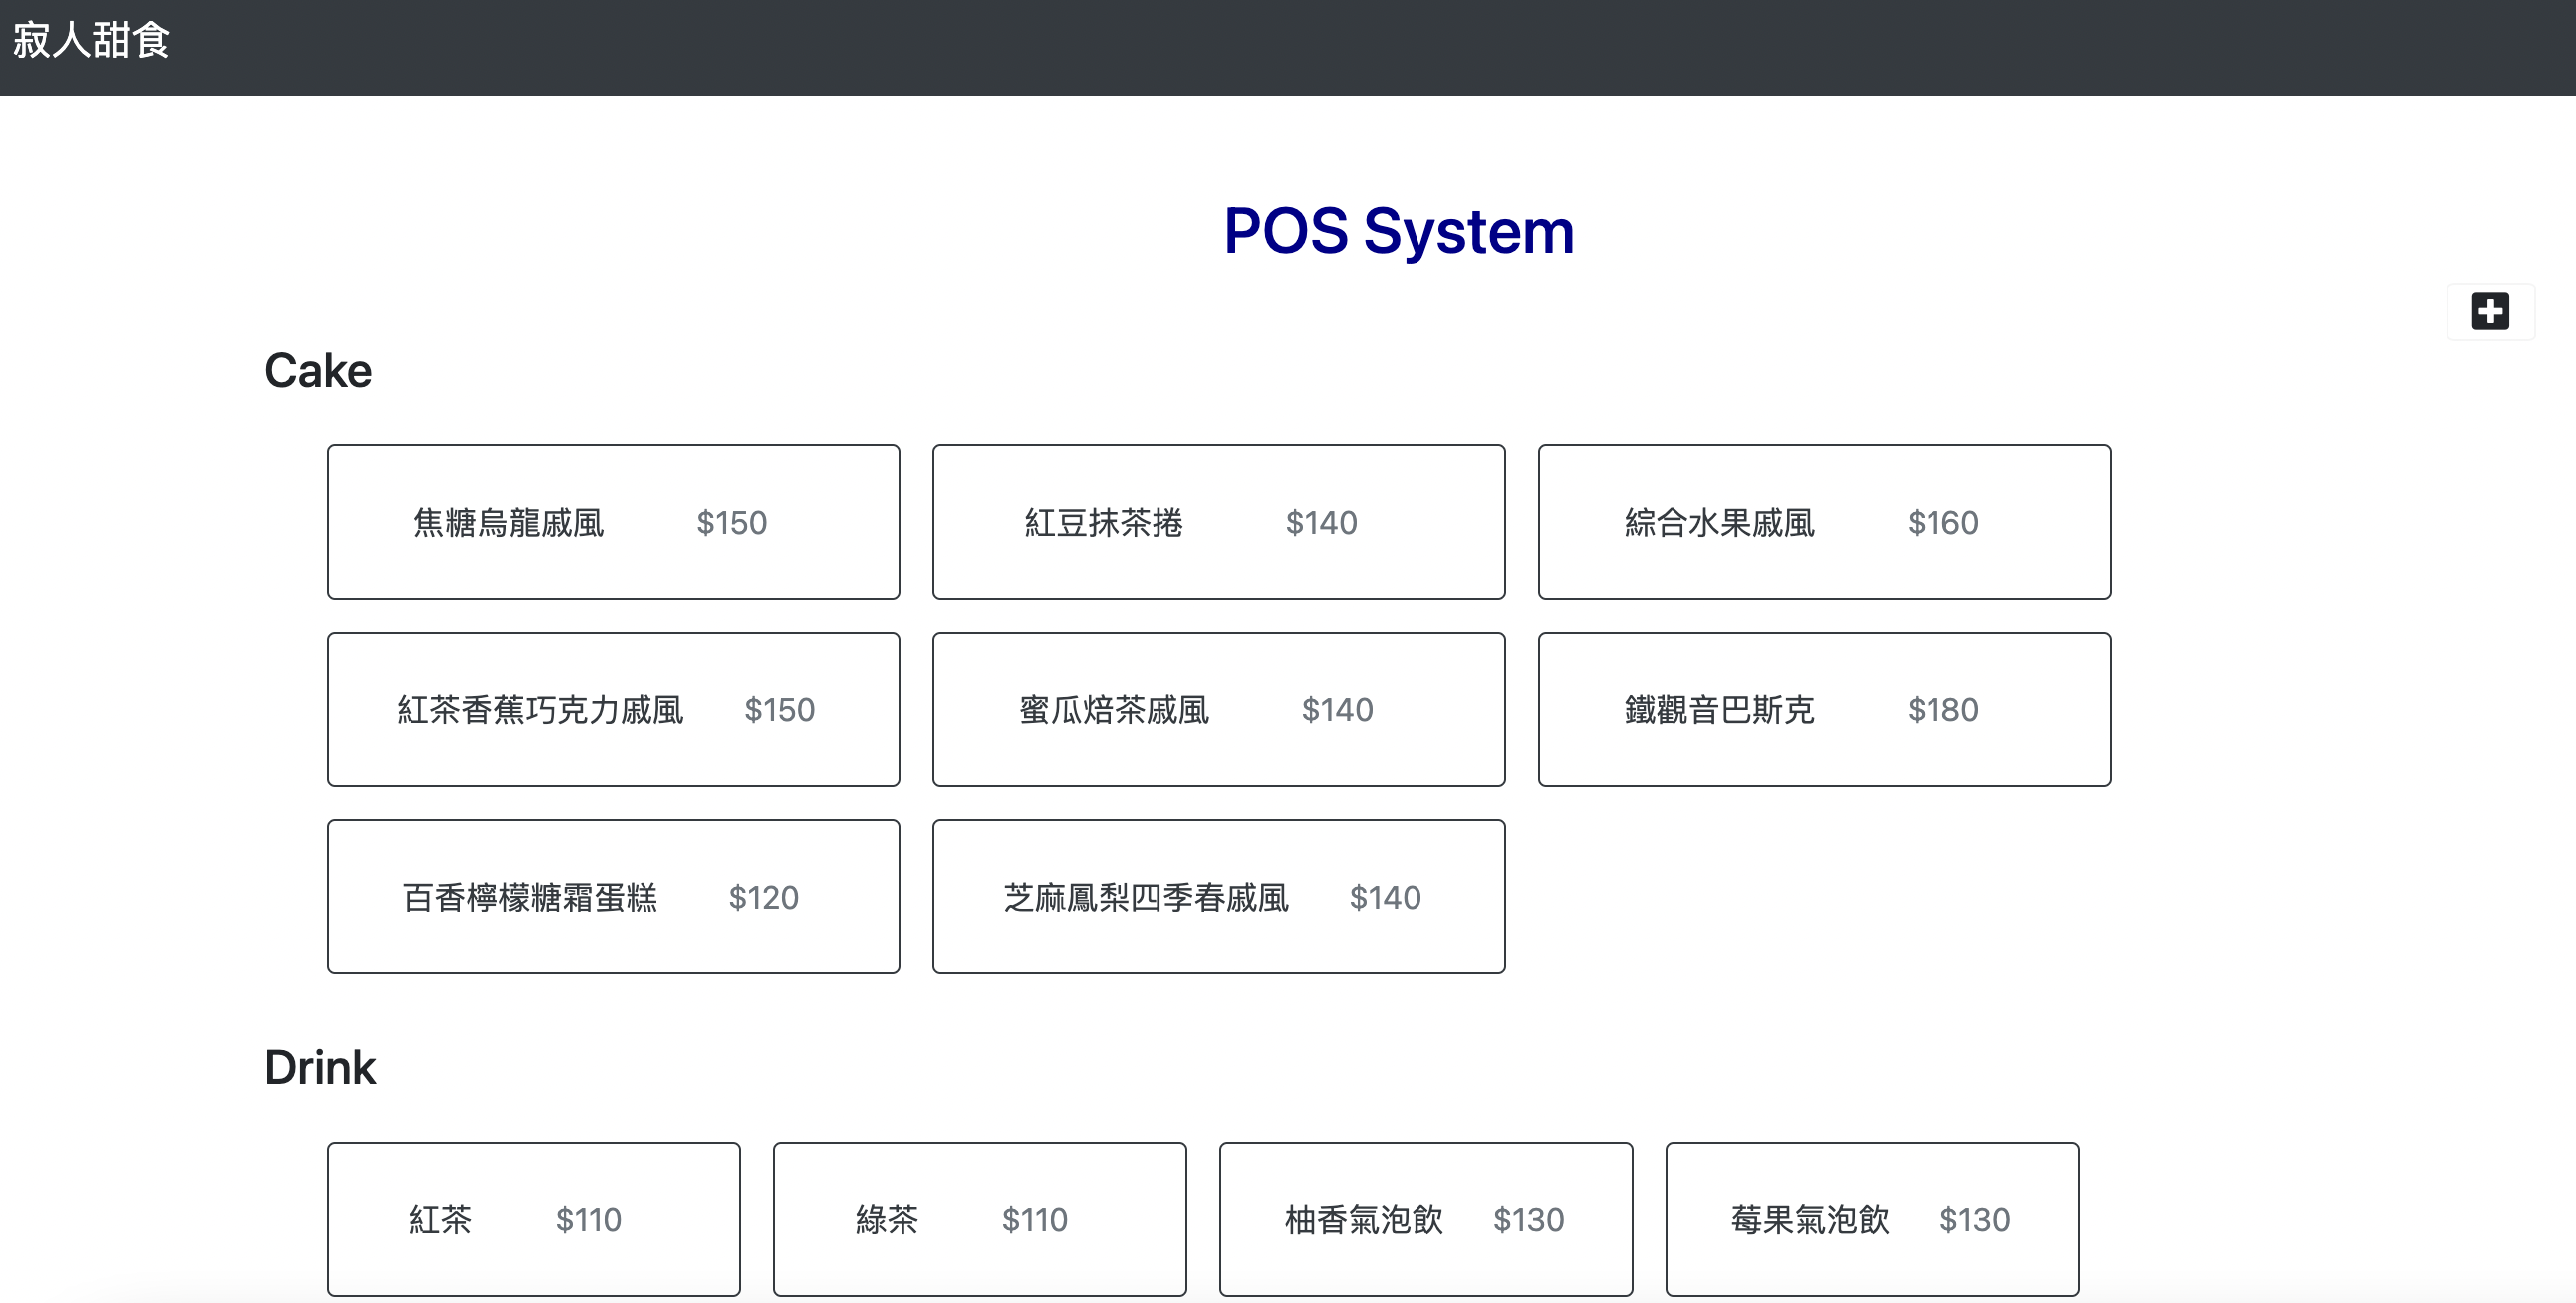 寂人甜食
POS System
Cake
焦糖烏龍戚風 $150
紅豆抹茶捲 $140
綜合水果戚風 $160
紅茶香蕉巧克力戚風 $150
蜜瓜焙茶戚風 $140
鐵觀音巴斯克 $180
百香檸檬糖霜蛋糕 $120
芝麻鳳梨四季春戚風 $140
Drink
紅茶 $110
綠茶 $110
柚香氣泡飲 $130
莓果氣泡飲 $130